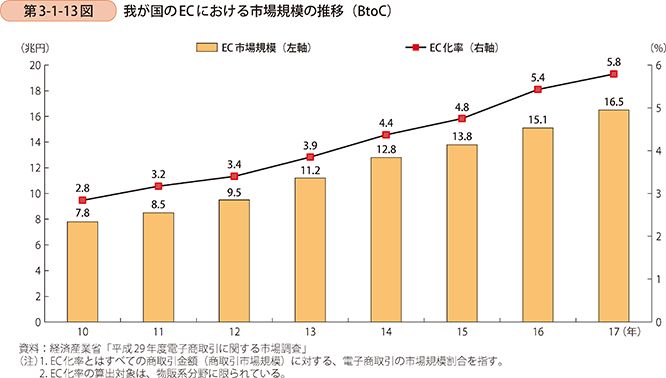 第3-1-13図 我が国のECにおける市場規模の推移（BtoC）
（兆円） EC市場規模（左軸） EC化率（右軸） （%）
20
18
16
14
12
10
8
6
4
2
0
6
5
4
3
2
1
0
2.8 3.2 3.4 3.9 4.4 4.8 5.4 5.8
7.8 8.5 9.5 11.2 12.8 13.8 15.1 16.5
10 11 12 13 14 15 16 17（年）
資料：経済産業省「平成29年度電子商取引に関する市場調査」
（注）1. EC化率とはすべての商取引金額（商取引市場規模）に対する、電子商取引の市場規模割合を指す。
2. EC化率の算出対象は、物販系分野に限られている。